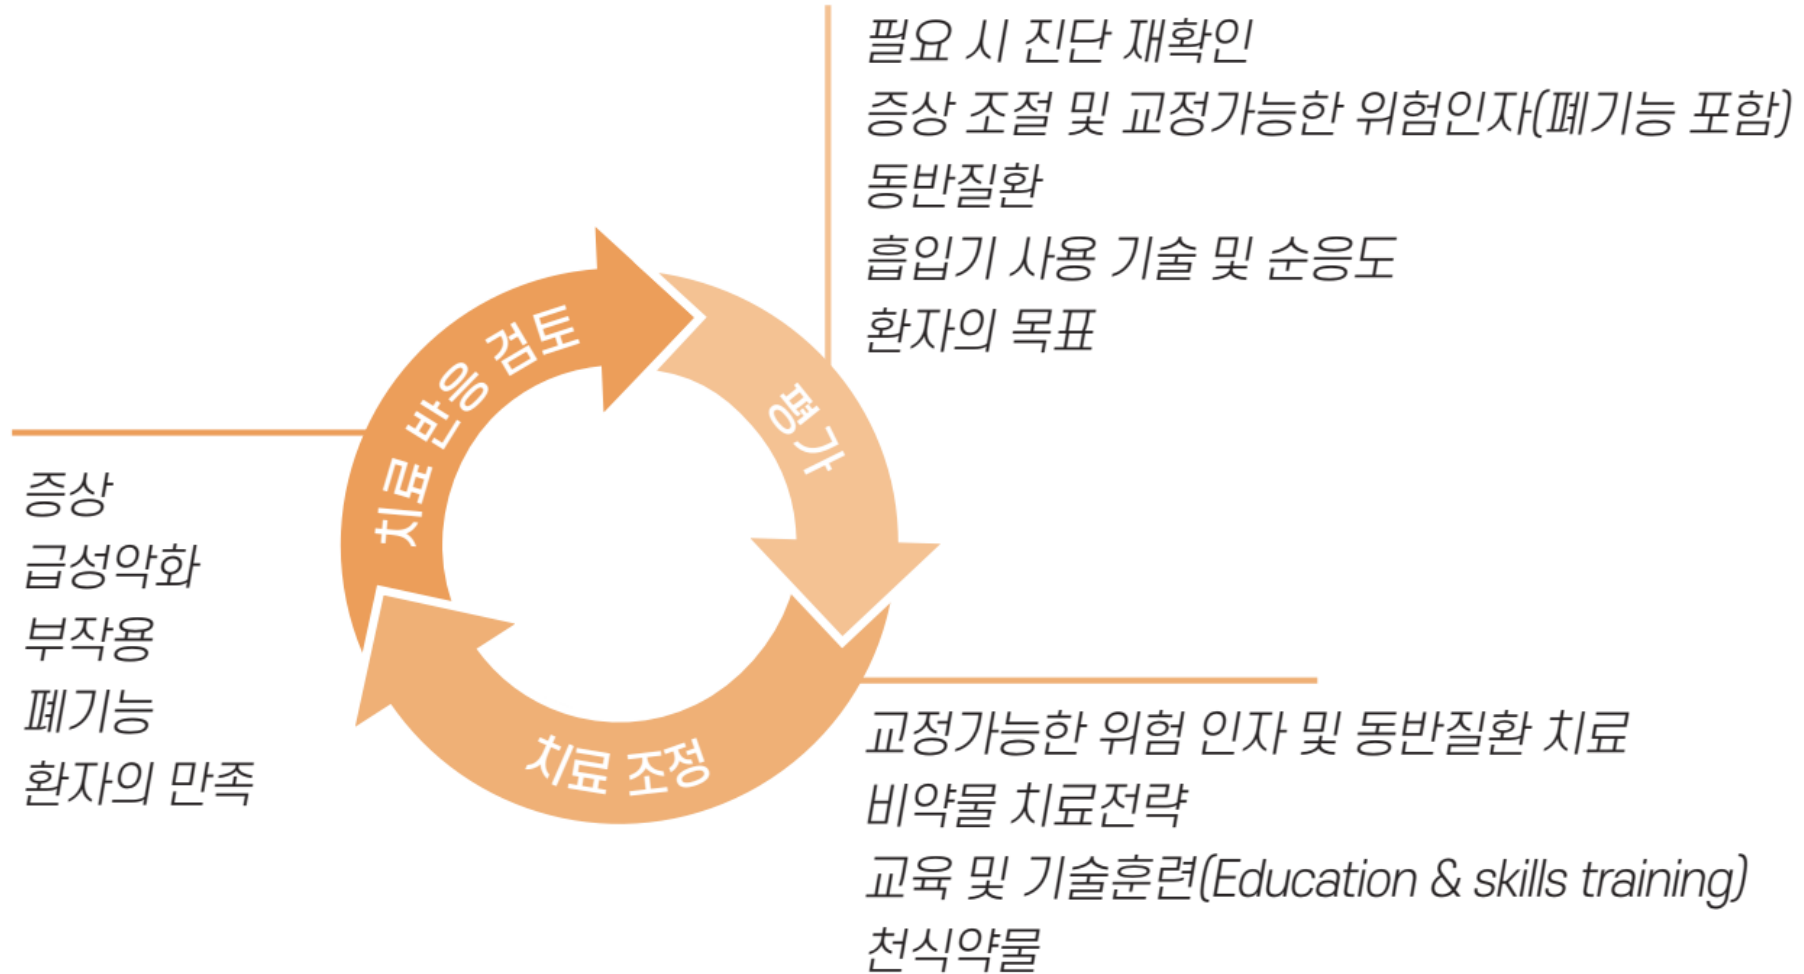 필요 시 진단 재확인
증상 조절 및 교정가능한 위험인자(폐기능 포함)
동반질환
흡입기 사용 기술 및 순응도
환자의 목표
평가
치료 반응 검토
증상
급성악화
부작용
폐기능
환자의 만족
치료 조정
교정가능한 위험 인자 및 동반질환 치료
비약물 치료전략
교육 및 기술훈련(Education & skills training)
천식약물